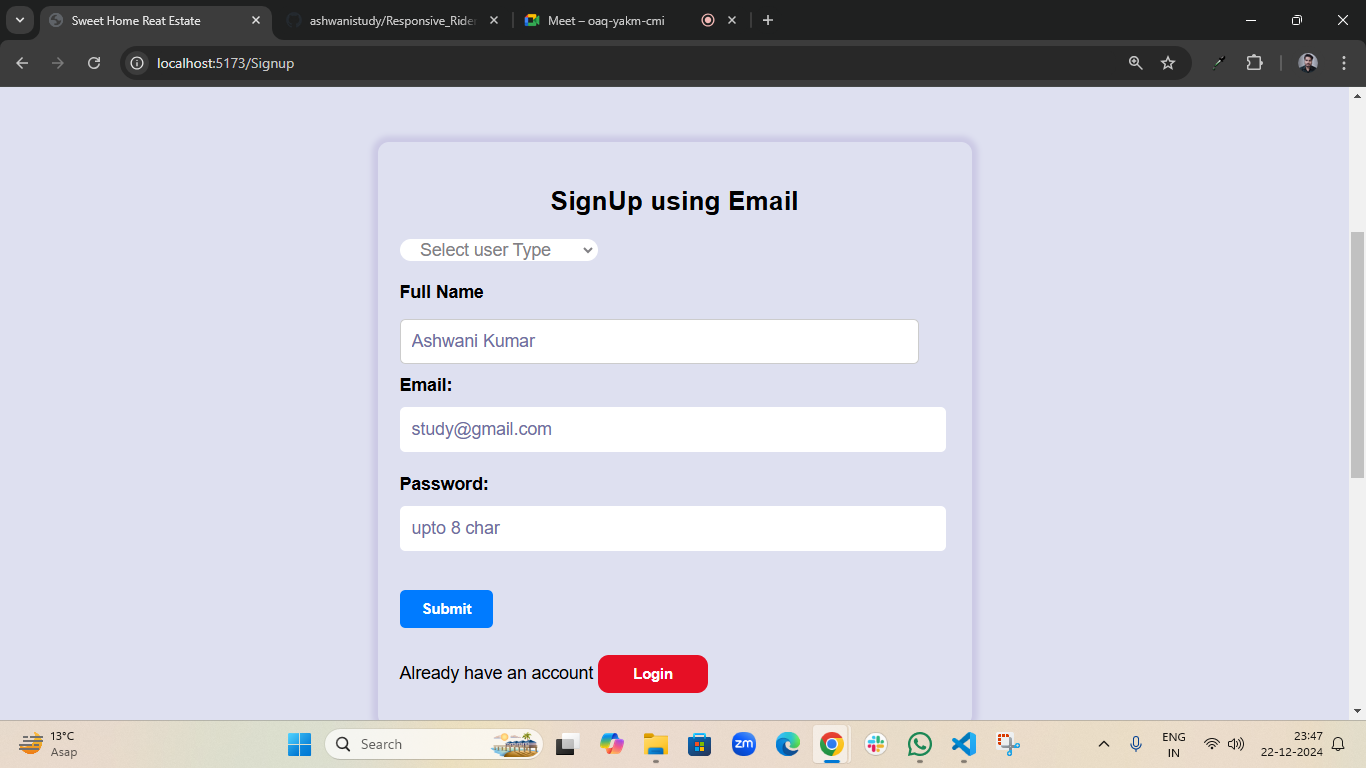 Sweet Home Reat Estate
ashwanistudy/Responsive_Rider
Meet – oaq-yakm-cmi
localhost:5173/Signup
SignUp using Email
Select user Type
Full Name
Ashwani Kumar
Email:
study@gmail.com
Password:
upto 8 char
Submit
Already have an account Login
13°C
Asap
Search
zm
ENG
IN
23:47
22-12-2024